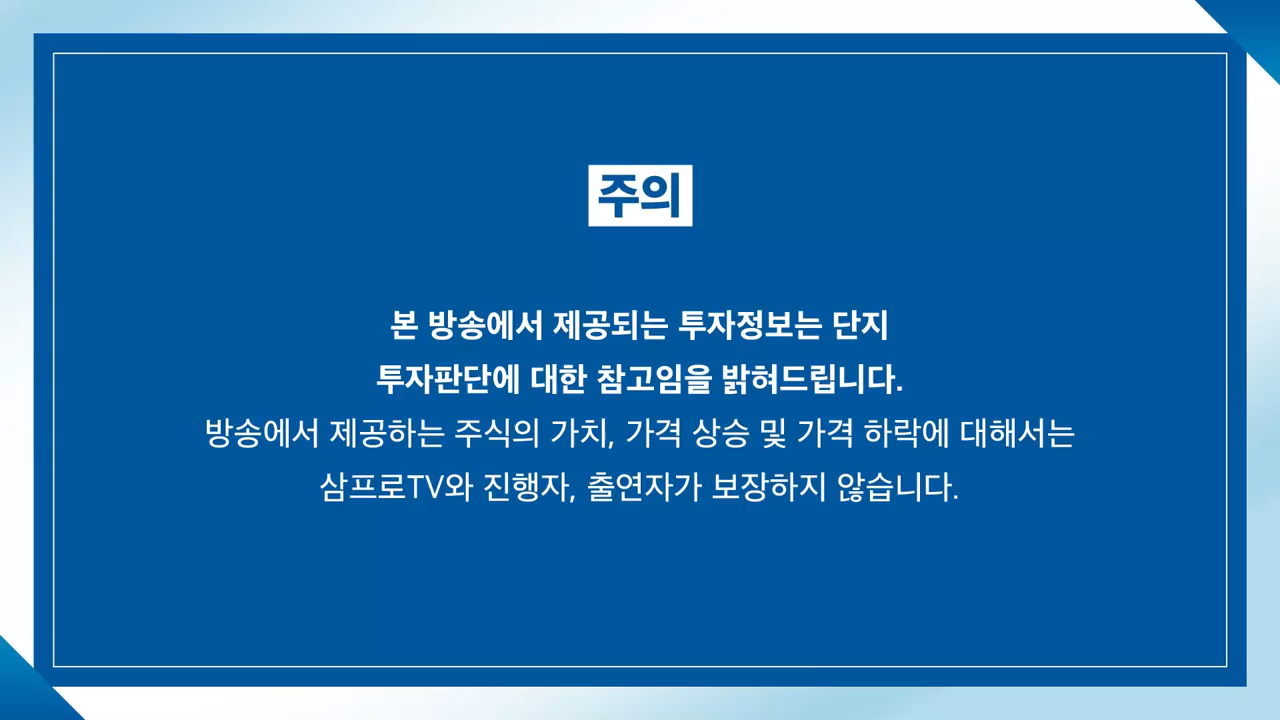 주의
본 방송에서 제공되는 투자정보는 단지
투자판단에 대한 참고임을 밝혀드립니다.
방송에서 제공하는 주식의 가치, 가격 상승 및 가격 하락에 대해서는
삼프로TV와 진행자, 출연자가 보장하지 않습니다.